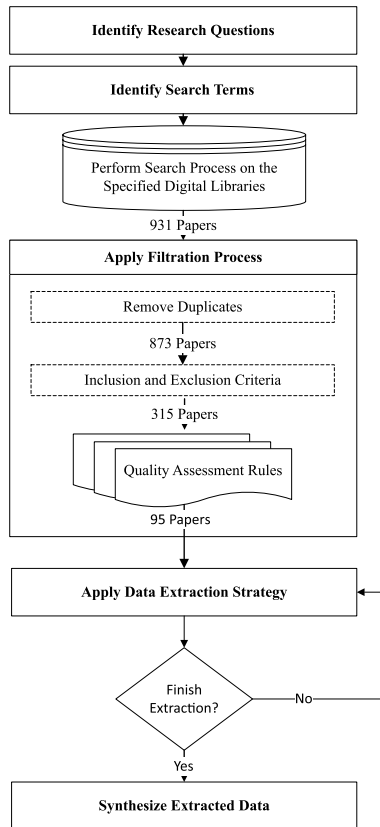 Identify Research Questions
Identify Search Terms
Perform Search Process on the
Specified Digital Libraries
931 Papers
Apply Filtration Process
Remove Duplicates
873 Papers
Inclusion and Exclusion Criteria
315 Papers
Quality Assessment Rules
95 Papers
Apply Data Extraction Strategy
Finish
Extraction?
No
Yes
Synthesize Extracted Data